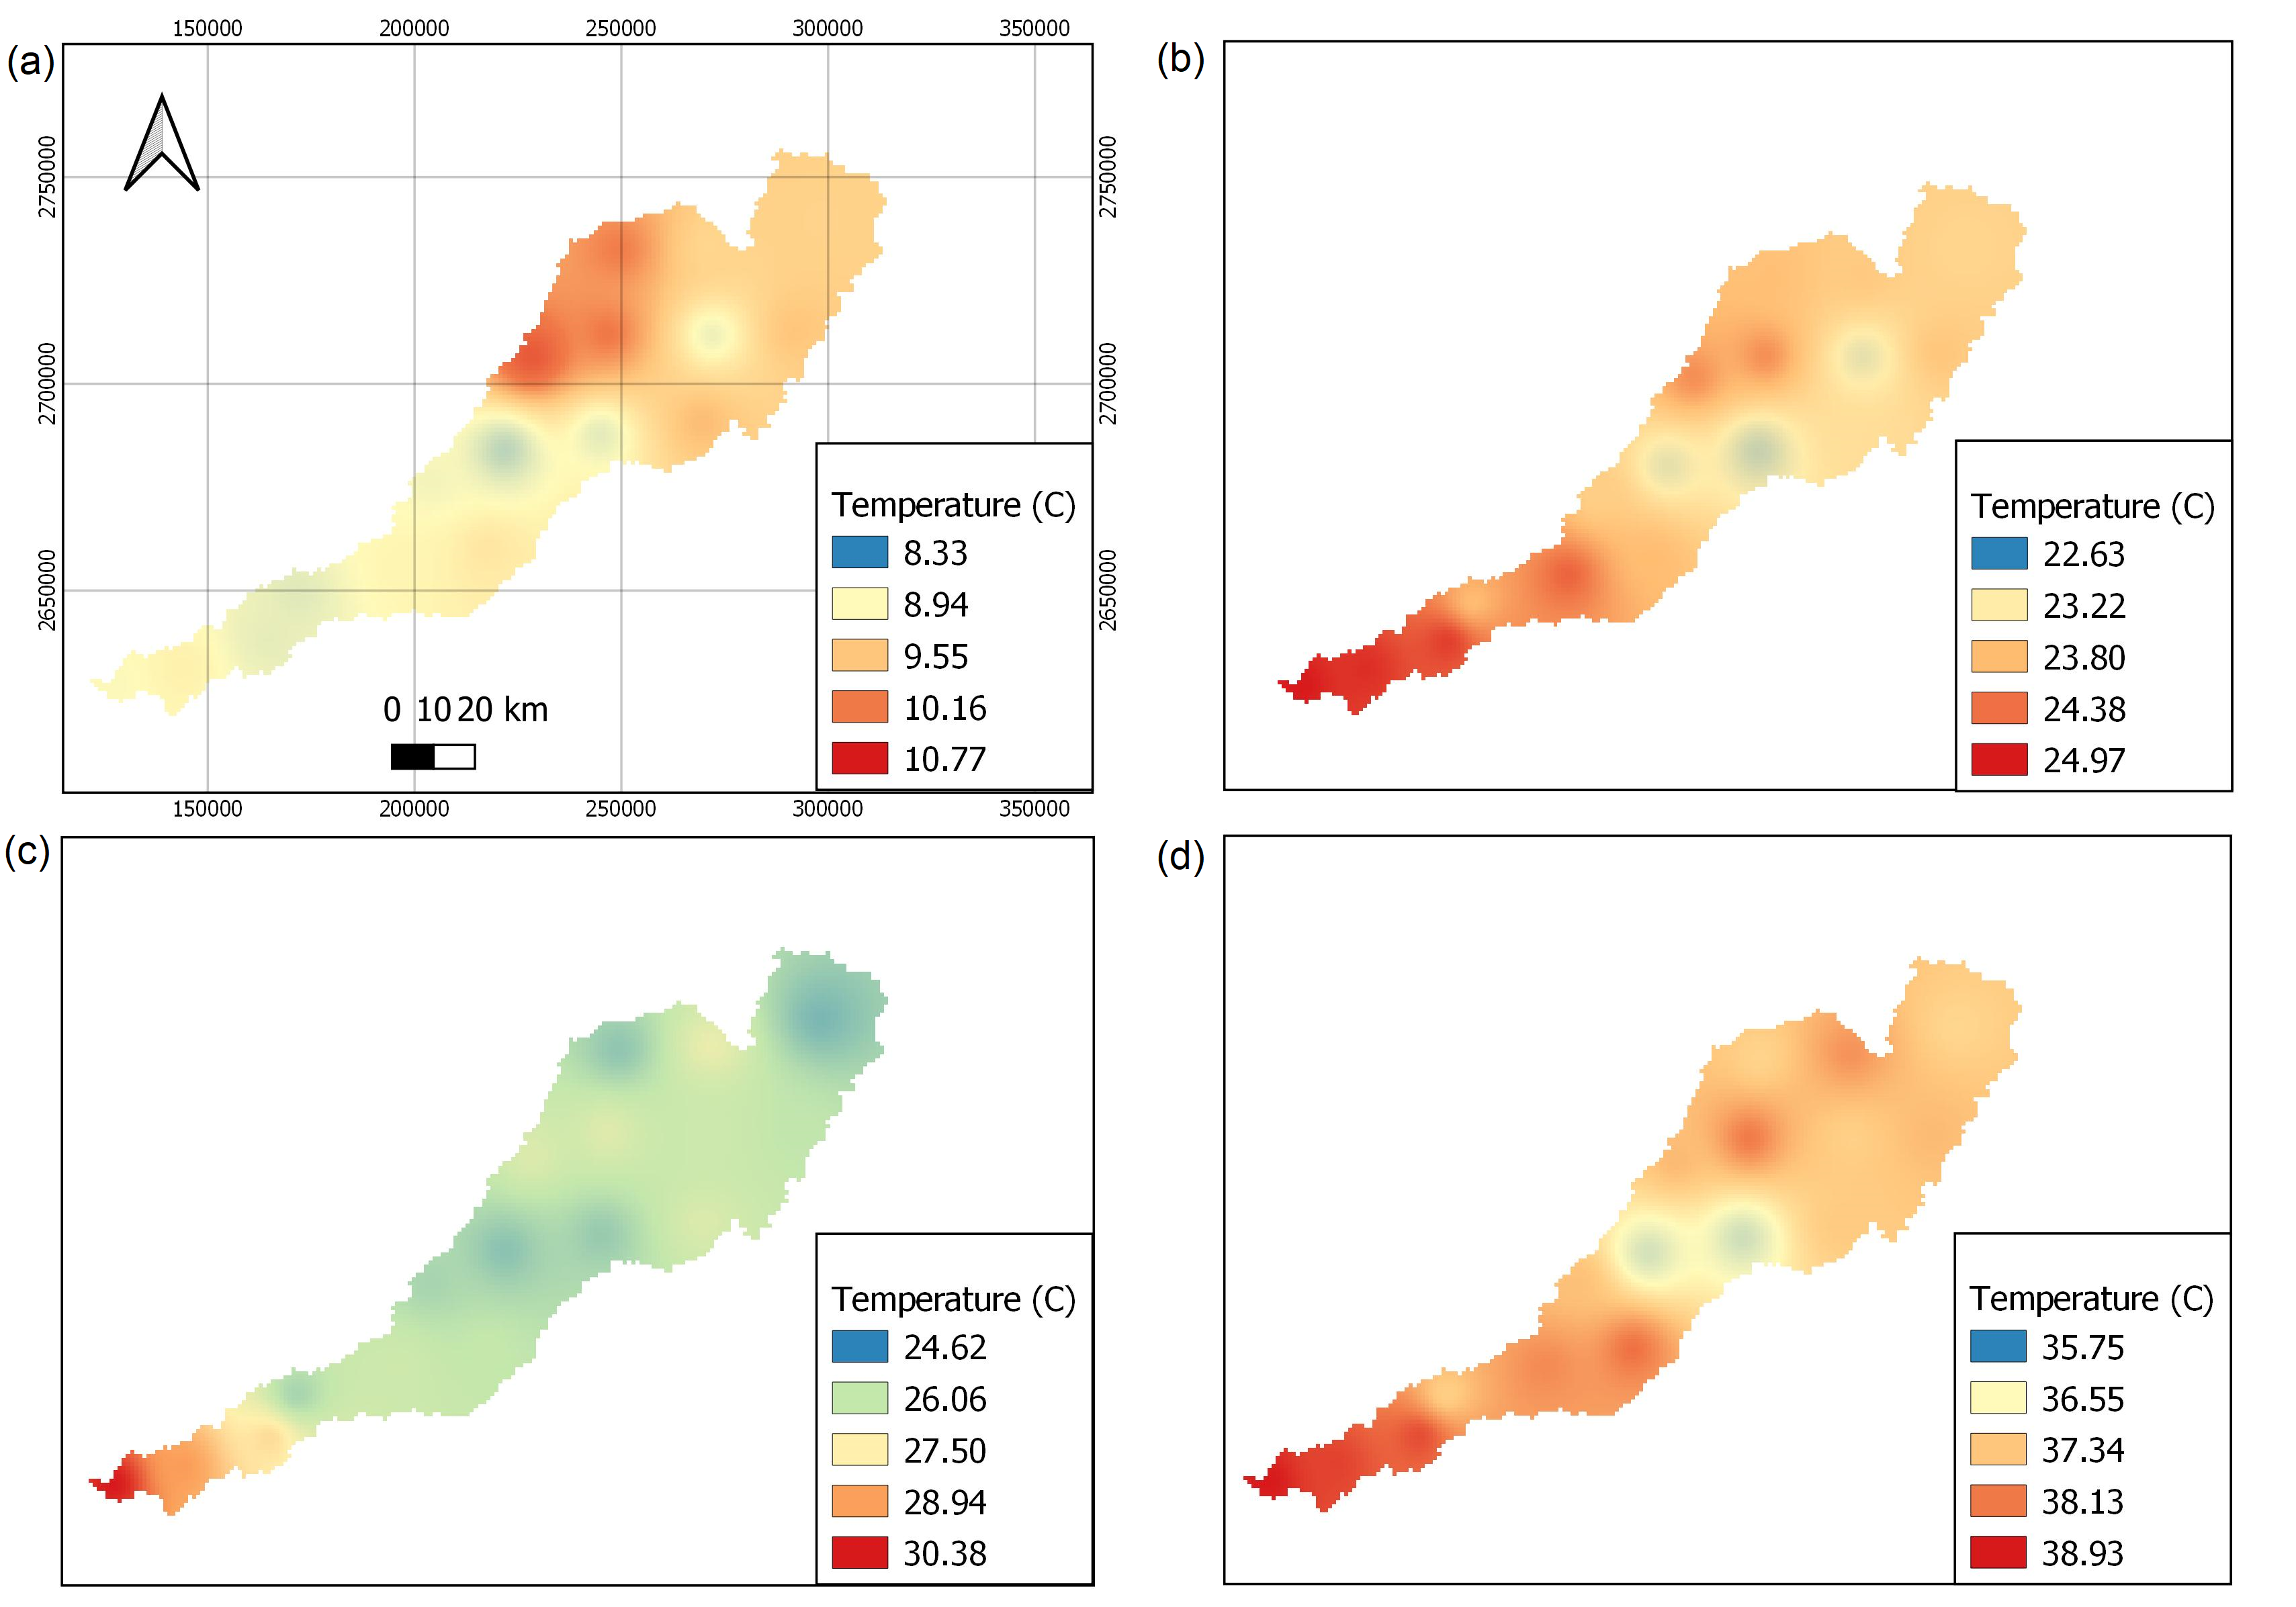 (a)
150000 200000 250000 300000 350000
2750000
2700000
2650000
2750000
2700000
2650000
0 10 20 km
Temperature (C)
8.33
8.94
9.55
10.16
10.77
150000 200000 250000 300000 350000
(b)
Temperature (C)
22.63
23.22
23.80
24.38
24.97
(c)
Temperature (C)
24.62
26.06
27.50
28.94
30.38
(d)
Temperature (C)
35.75
36.55
37.34
38.13
38.93